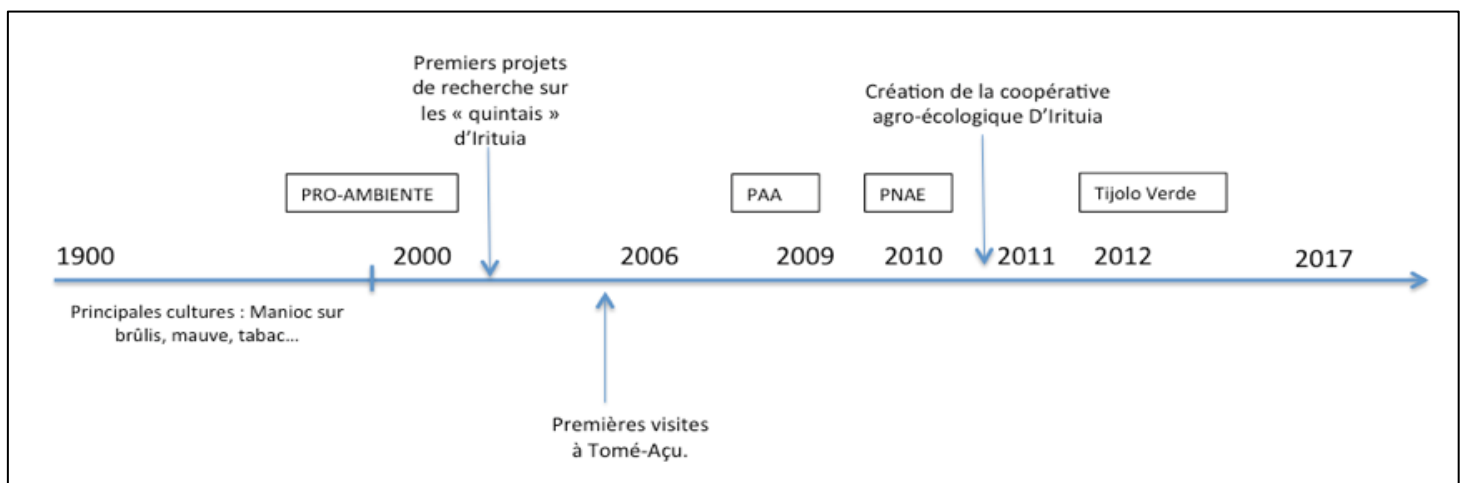 Premiers projets
de recherche sur
les « quintais »
d'Irituia
Création de la coopérative
agro-écologique D'Irituia
PRO-AMBIENTE
PAA
PNAE
Tijolo Verde
1900
2000
2006
2009
2010
2011
2012
2017
Principales cultures : Manioc sur
brûlis, mauve, tabac...
Premières visites
à Tomé-Açu.